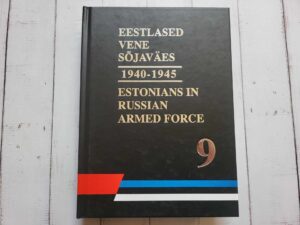 EESTLASED
VENE
SÕJAVÄES
1940-1945
ESTONIANS IN
RUSSIAN
ARMED FORCE
9